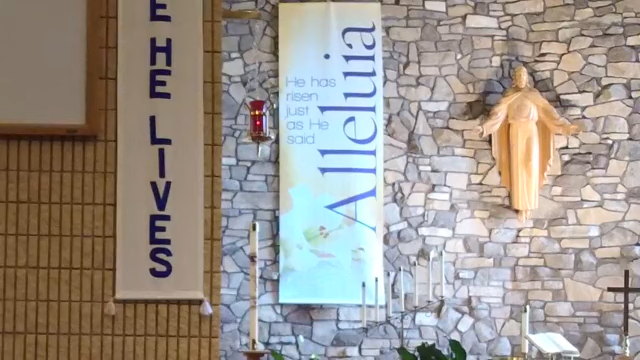 HE LIVES
He has
risen
just
as He
said
Alleluia